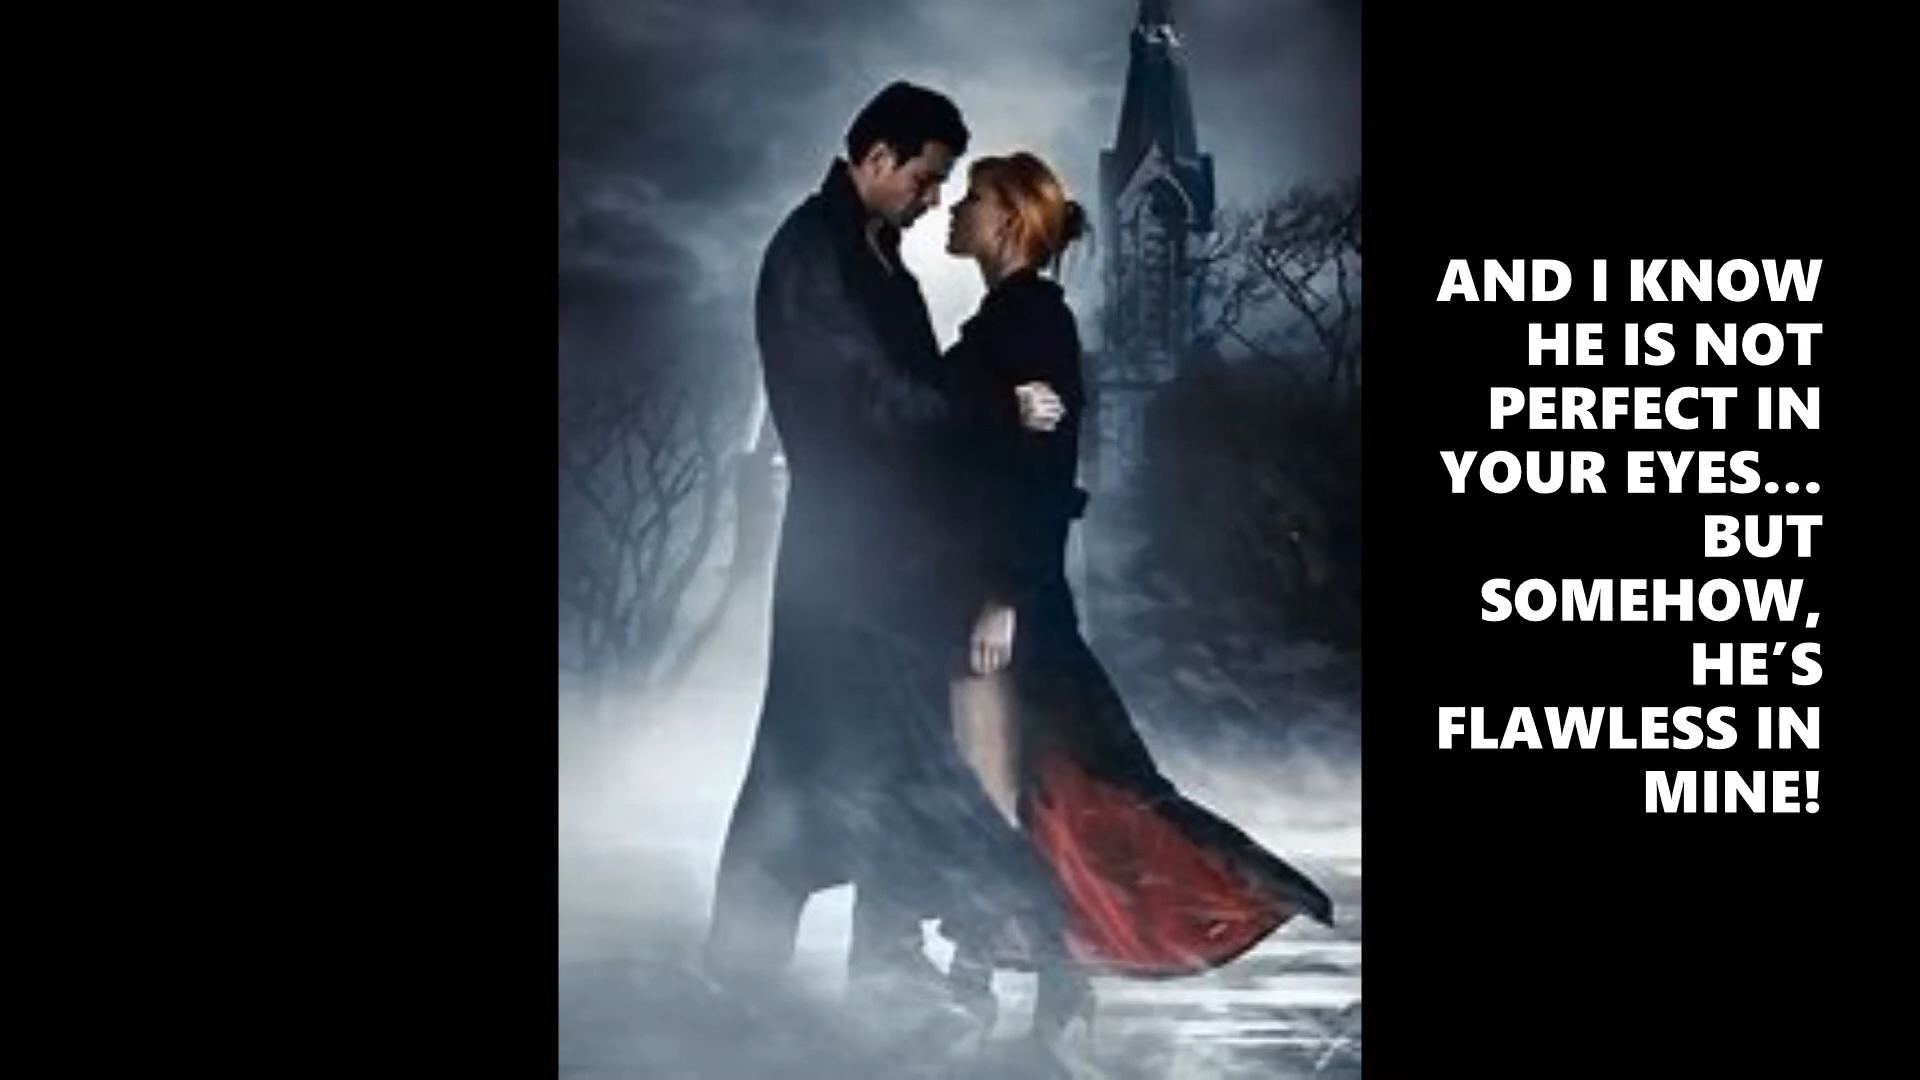 AND I KNOW
HE IS NOT
PERFECT IN
YOUR EYES...
BUT
SOMEHOW,
HE´S
FLAWLESS IN
MINE!